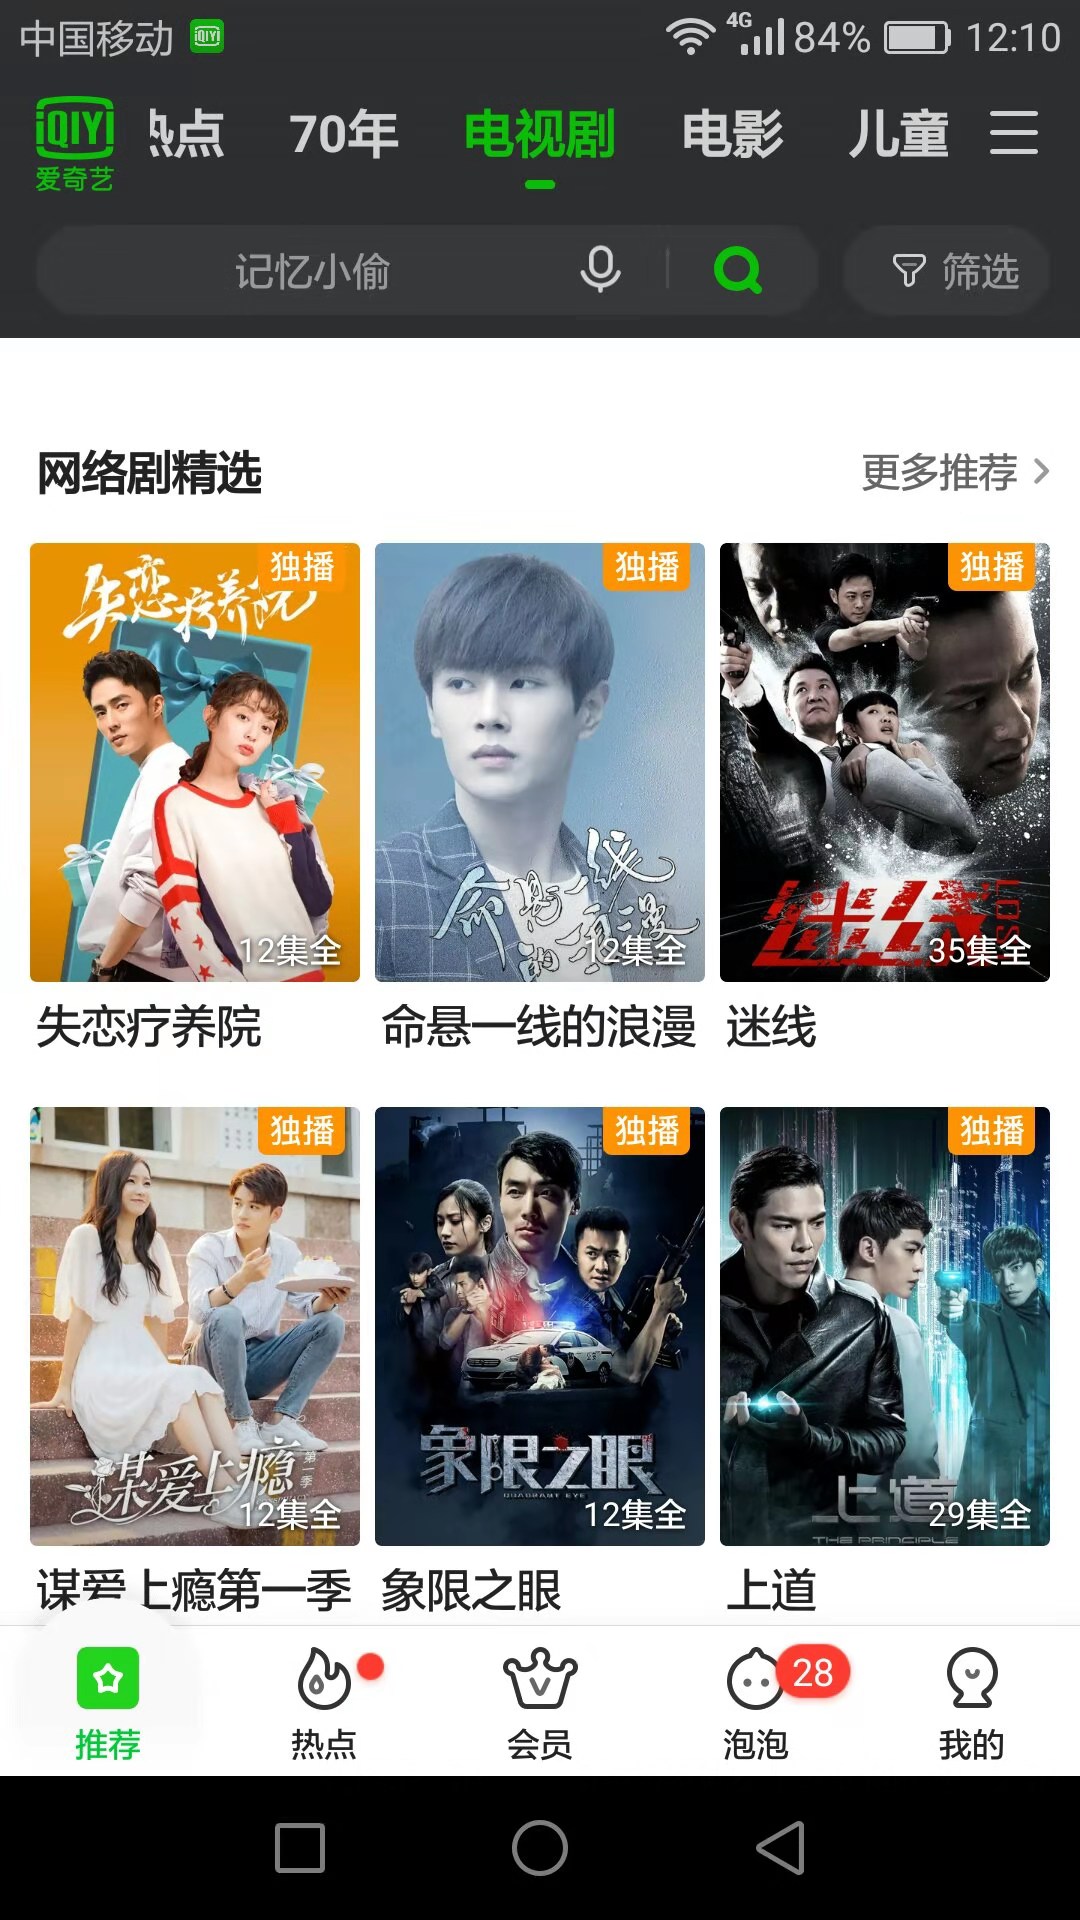 中国移动 iQIYI 4G 84% 12:10
iQIYI 爱奇艺 热点 70年 电视剧 电影 儿童
记忆小偷 筛选
网络剧精选 更多推荐
独播 独播 独播
失恋疗养院
命悬一线的浪漫
迷线 LOST
12集全 12集全 35集全
失恋疗养院 命悬一线的浪漫 迷线
独播 独播 独播
谋爱上瘾 第一季
象限之眼
QUADRANT EYE
上道
THE PRINCIPLE
12集全 12集全 29集全
谋爱上瘾第一季 象限之眼 上道
28
推荐 热点 会员 泡泡 我的